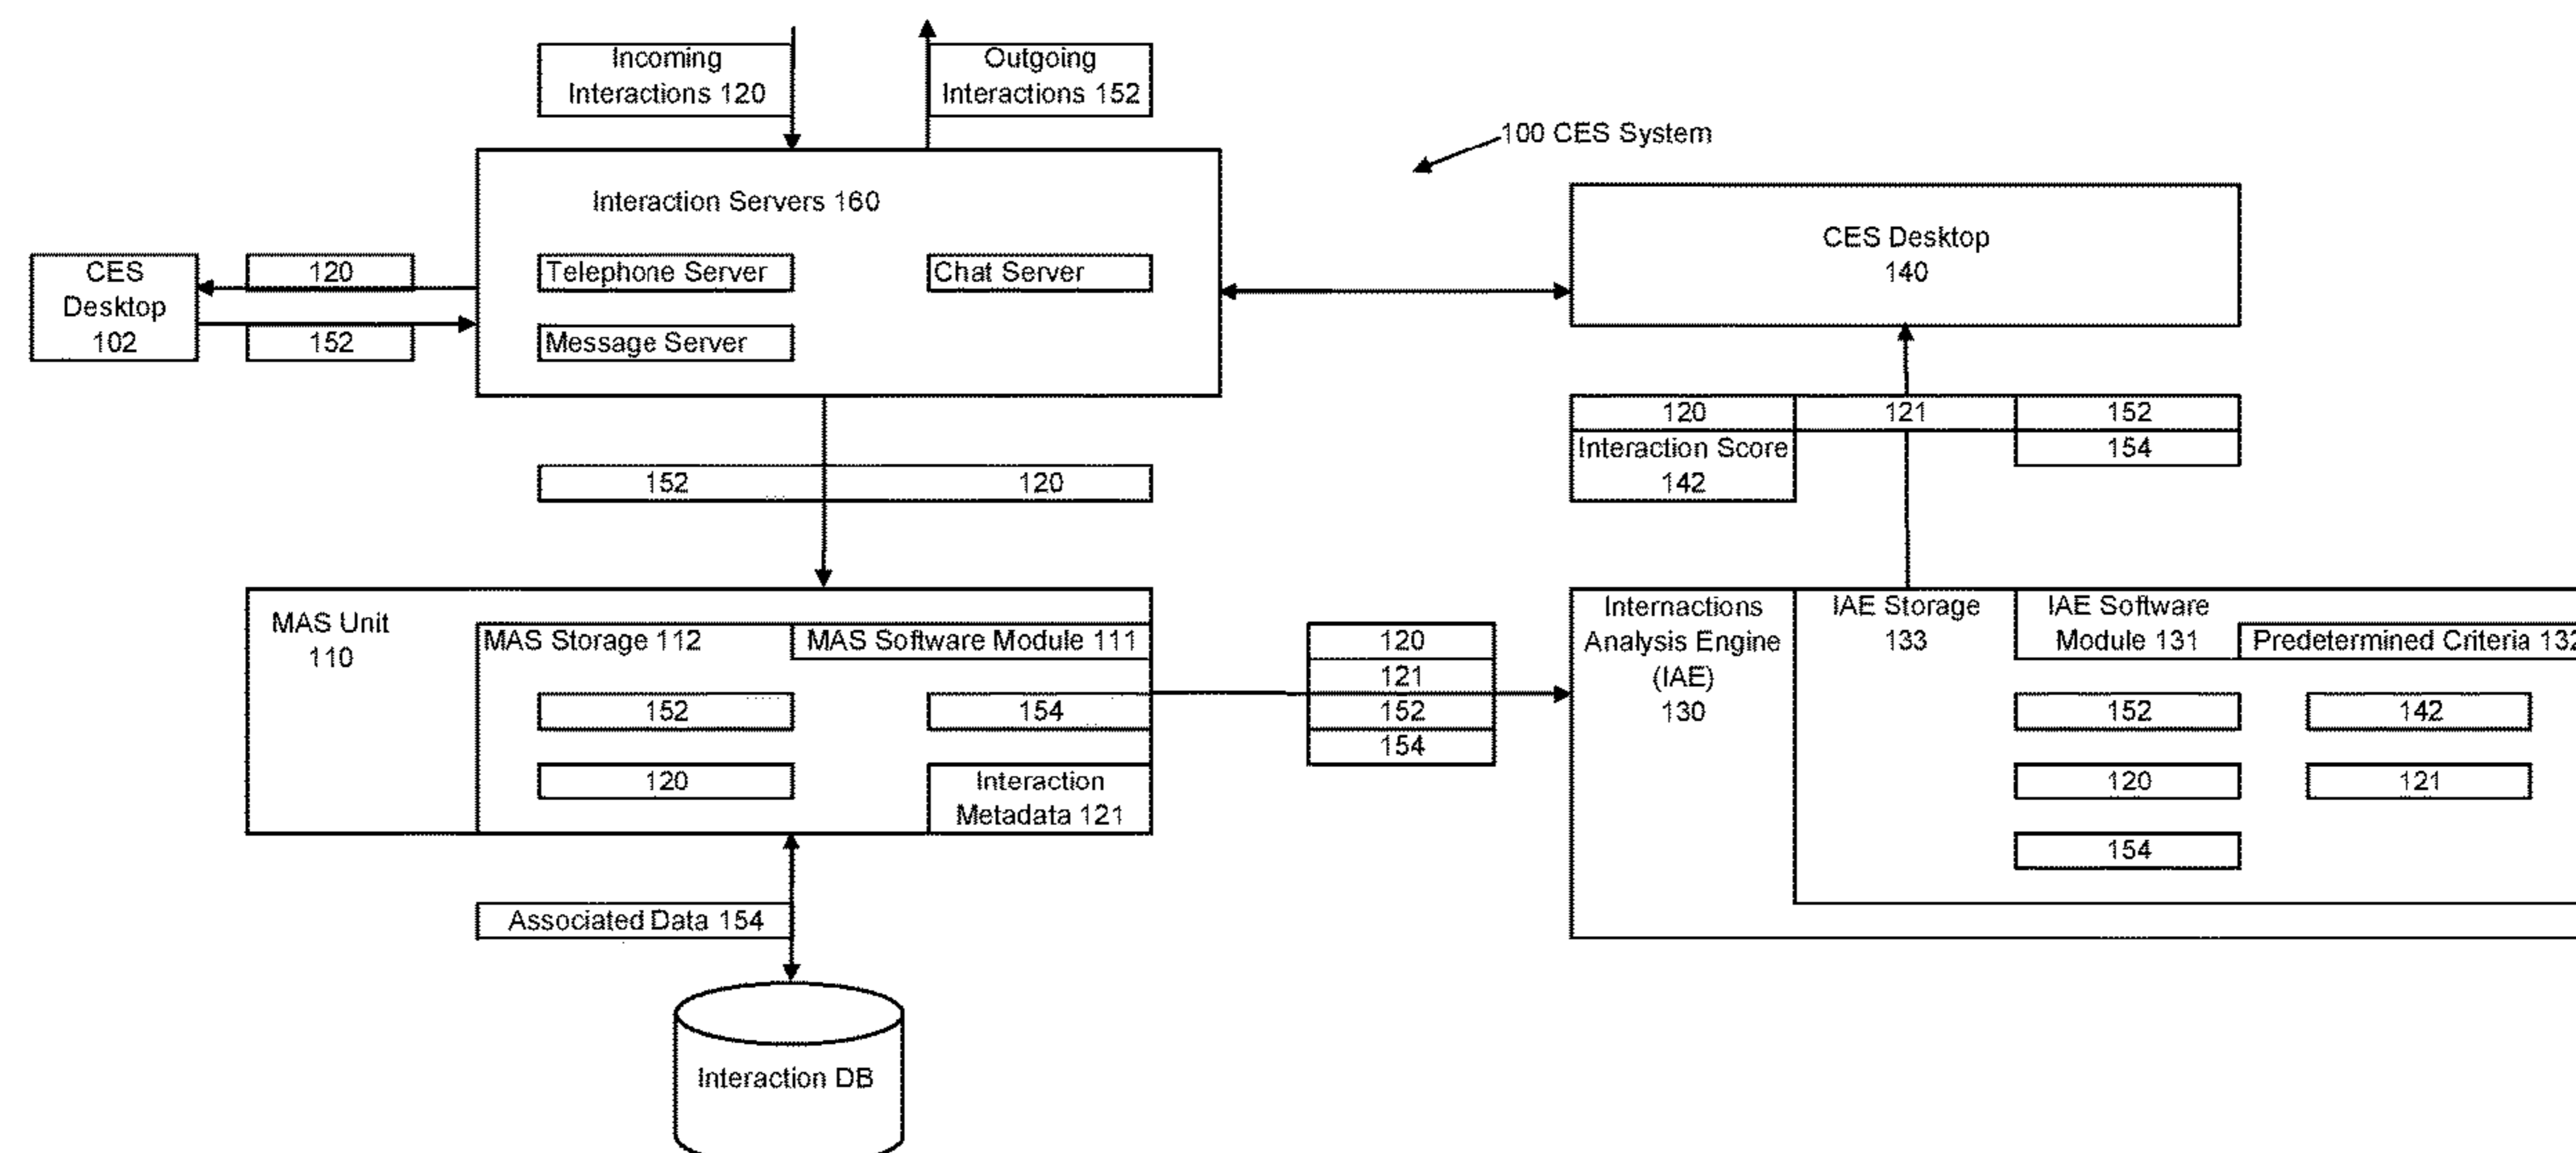 Incoming
Interactions 120
Outgoing
Interactions 152
100 CES System
Interaction Servers 160
Telephone Server
Chat Server
Message Server
CES
Desktop
102
120
152
CES Desktop
140
152
120
120
121
152
Interaction Score
142
154
MAS Unit
110
MAS Storage 112
MAS Software Module 111
152
154
120
Interaction
Metadata 121
120
121
152
154
Internactions
Analysis Engine
(IAE)
130
IAE Storage
133
IAE Software
Module 131
Predetermined Criteria 132
152
142
120
121
154
Associated Data 154
Interaction DB